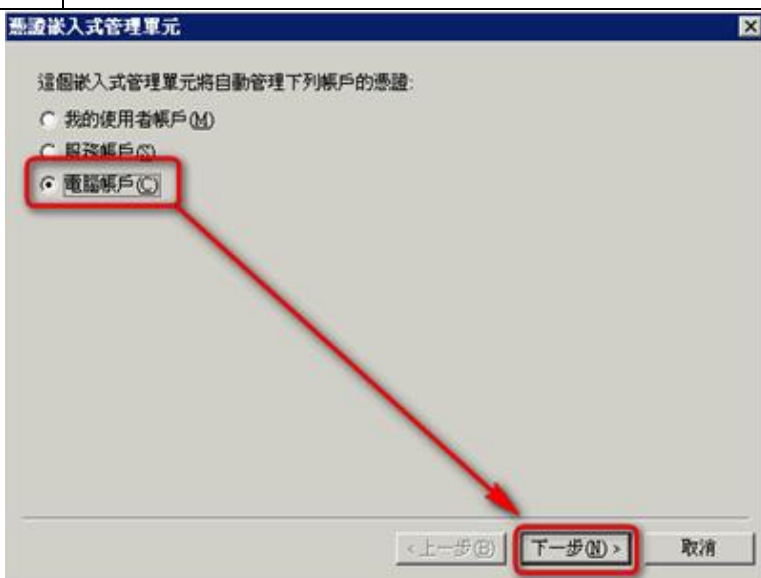 憑證嵌入式管理單元
這個嵌入式管理單元將自動管理下列帳戶的憑證:
我的使用者帳戶(M)
服務帳戶(S)
電腦帳戶(C)
<上一步(B) 下一步(N)> 取消